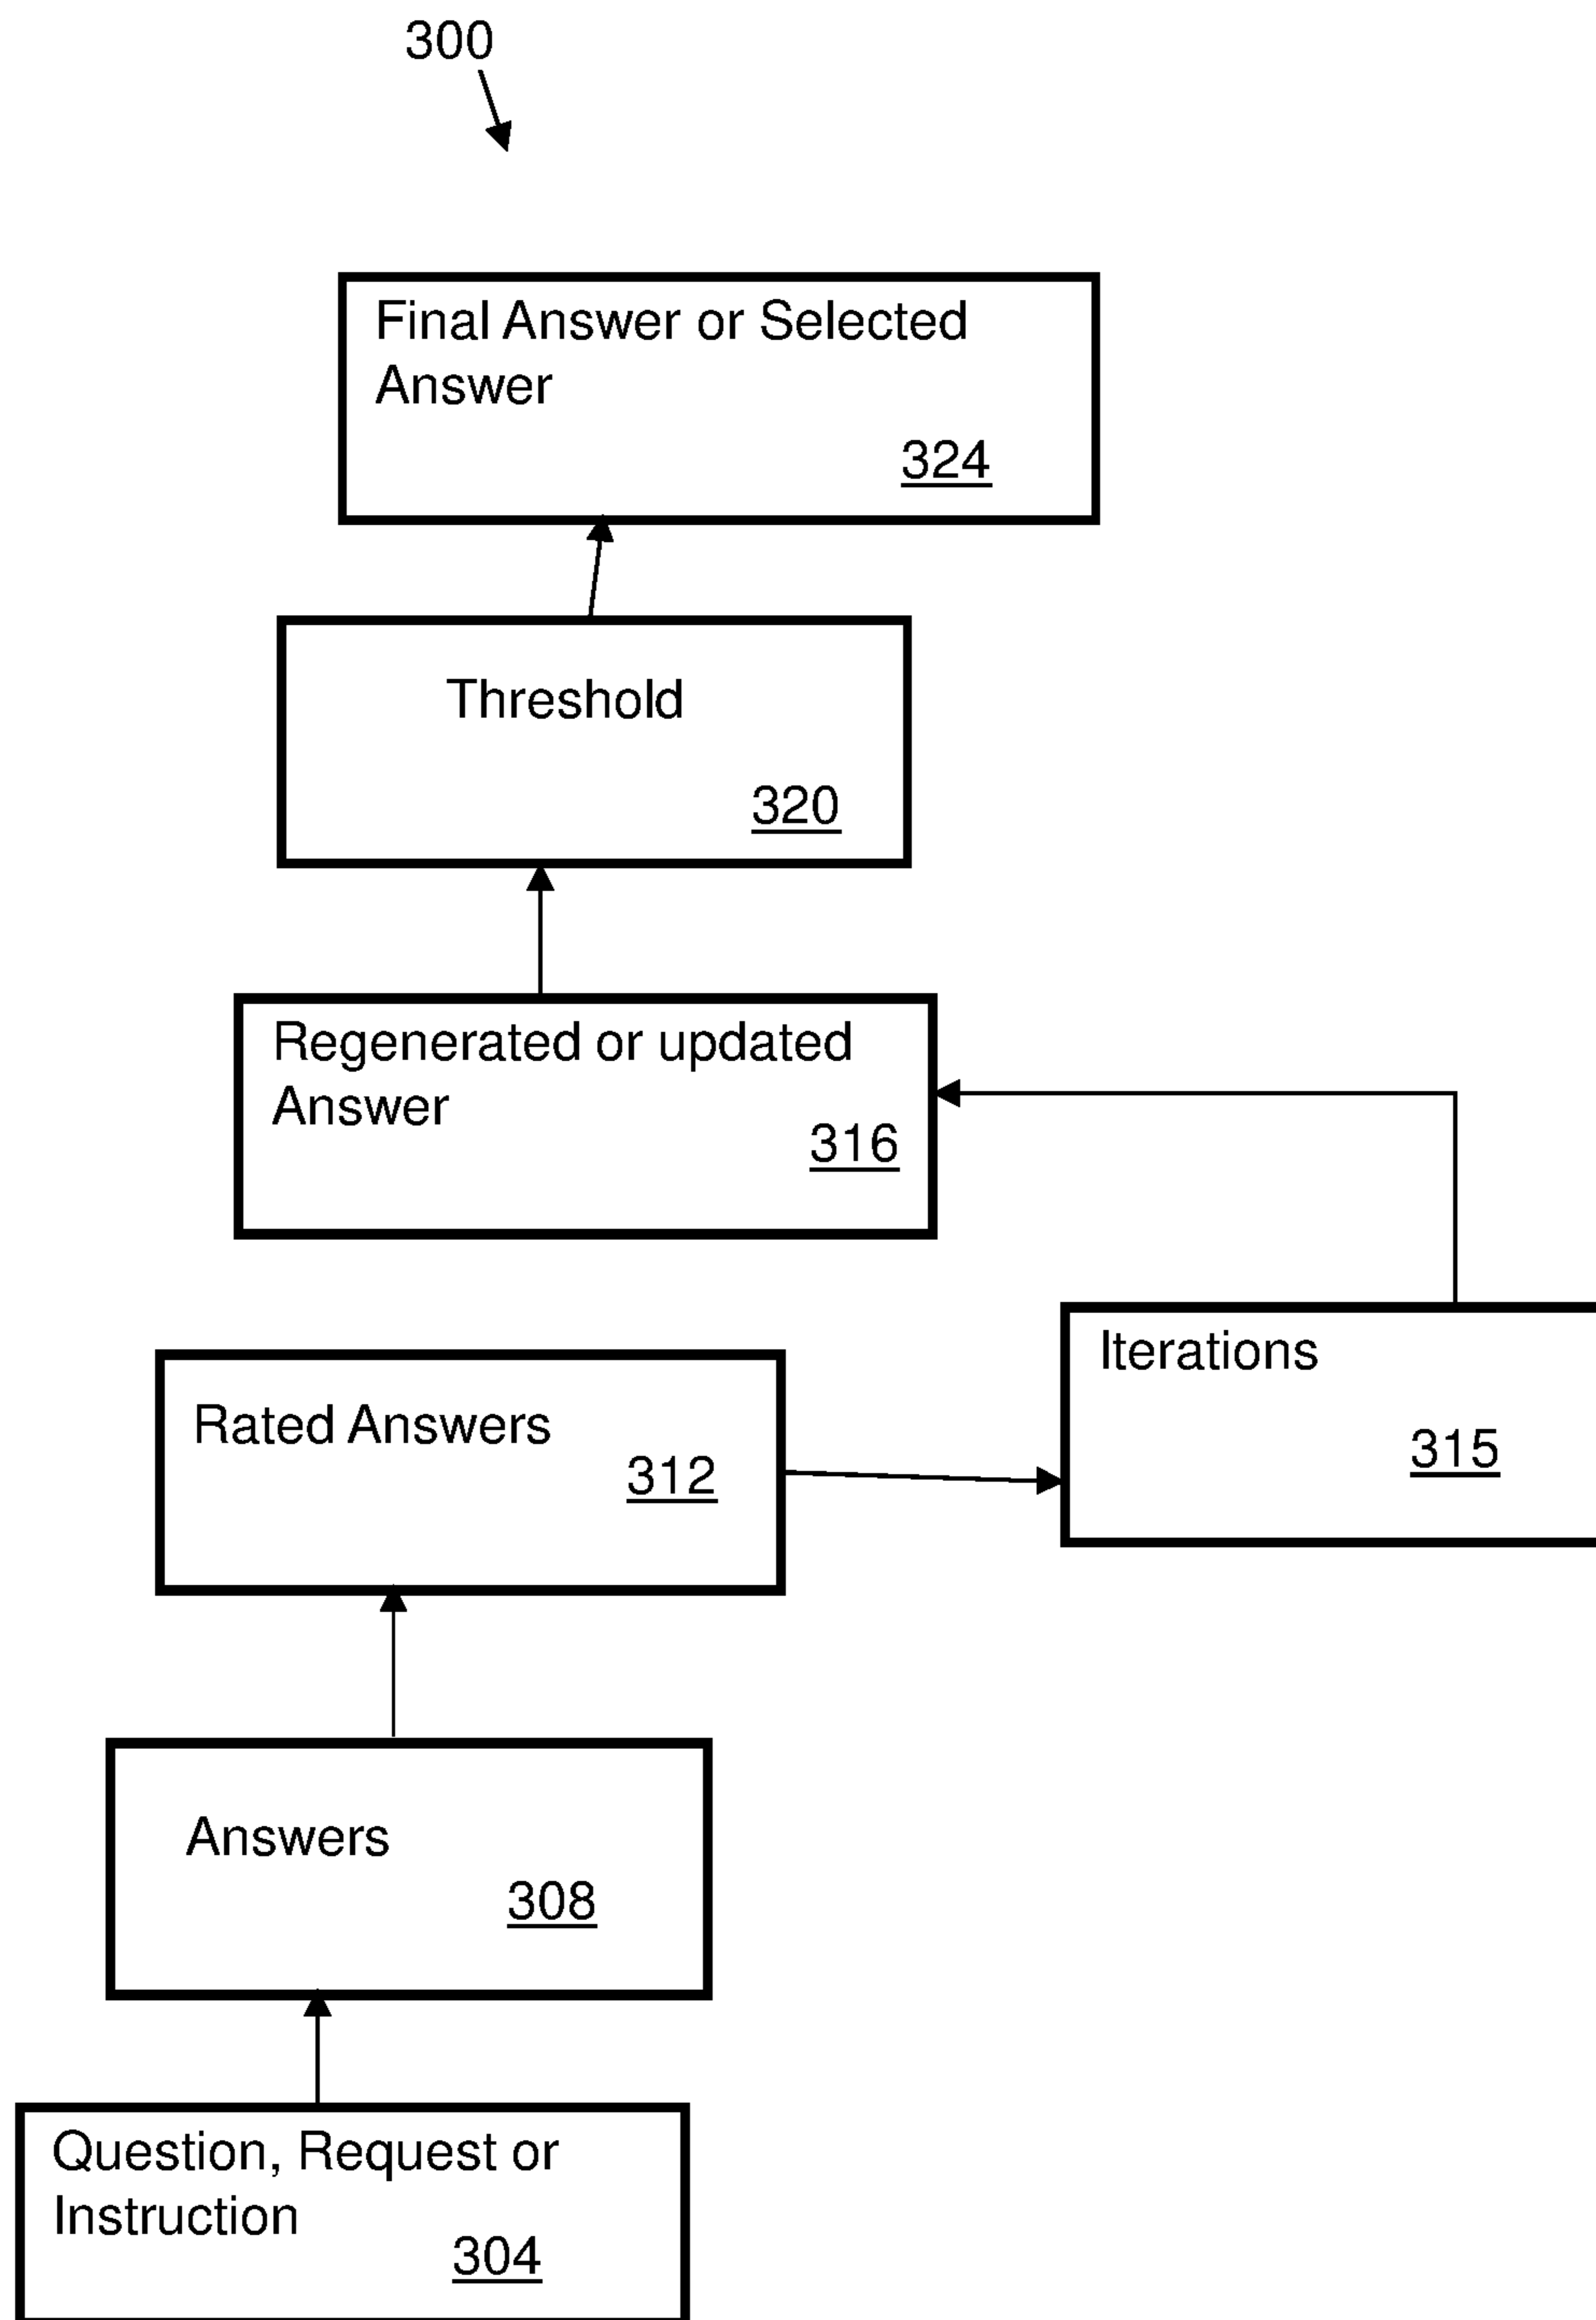 300
Final Answer or Selected
Answer
324
Threshold
320
Regenerated or updated
Answer
316
Iterations
315
Rated Answers
312
Answers
308
Question, Request or
Instruction
304